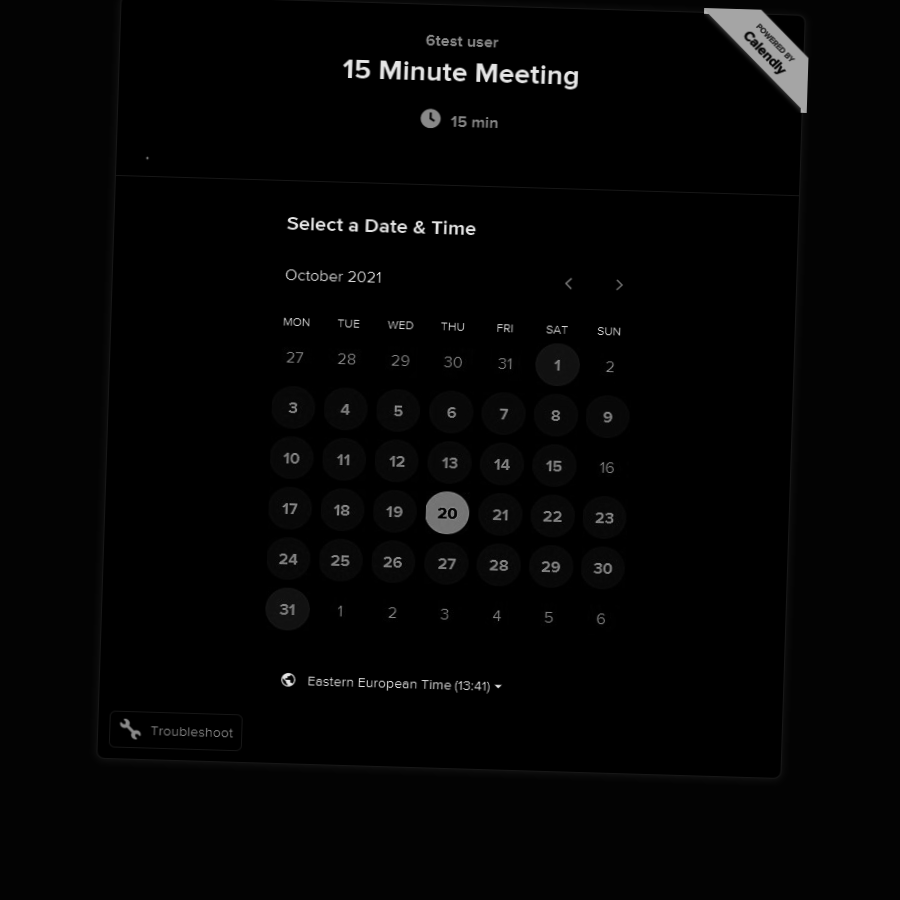 6test user
POWERED BY
Calendly
15 Minute Meeting
15 min
Select a Date & Time
October 2021
MON TUE WED THU FRI SAT SUN
27 28 29 30 31 1 2
3 4 5 6 7 8 9
10 11 12 13 14 15 16
17 18 19 20 21 22 23
24 25 26 27 28 29 30
31 1 2 3 4 5 6
Eastern European Time (13:41)
Troubleshoot